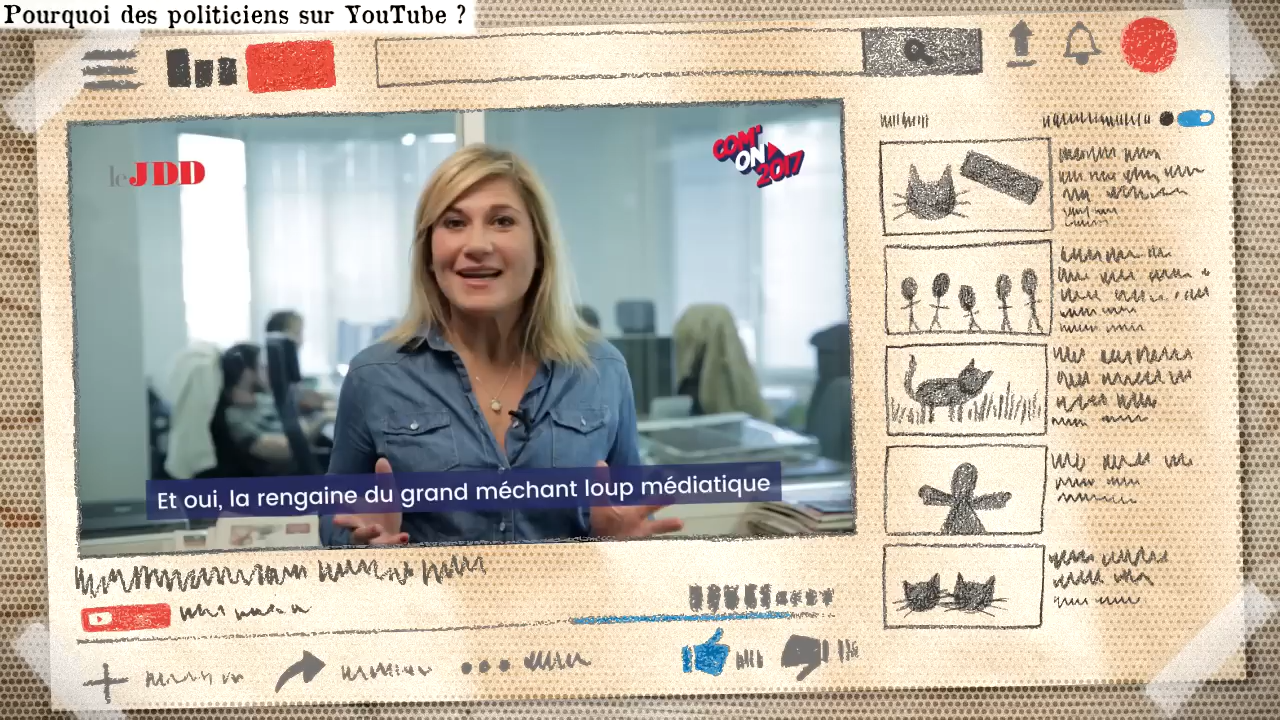 Pourquoi des politiciens sur YouTube ?
le JDD
COM'
ON
2017
Et oui, la rengaine du grand méchant loup médiatique